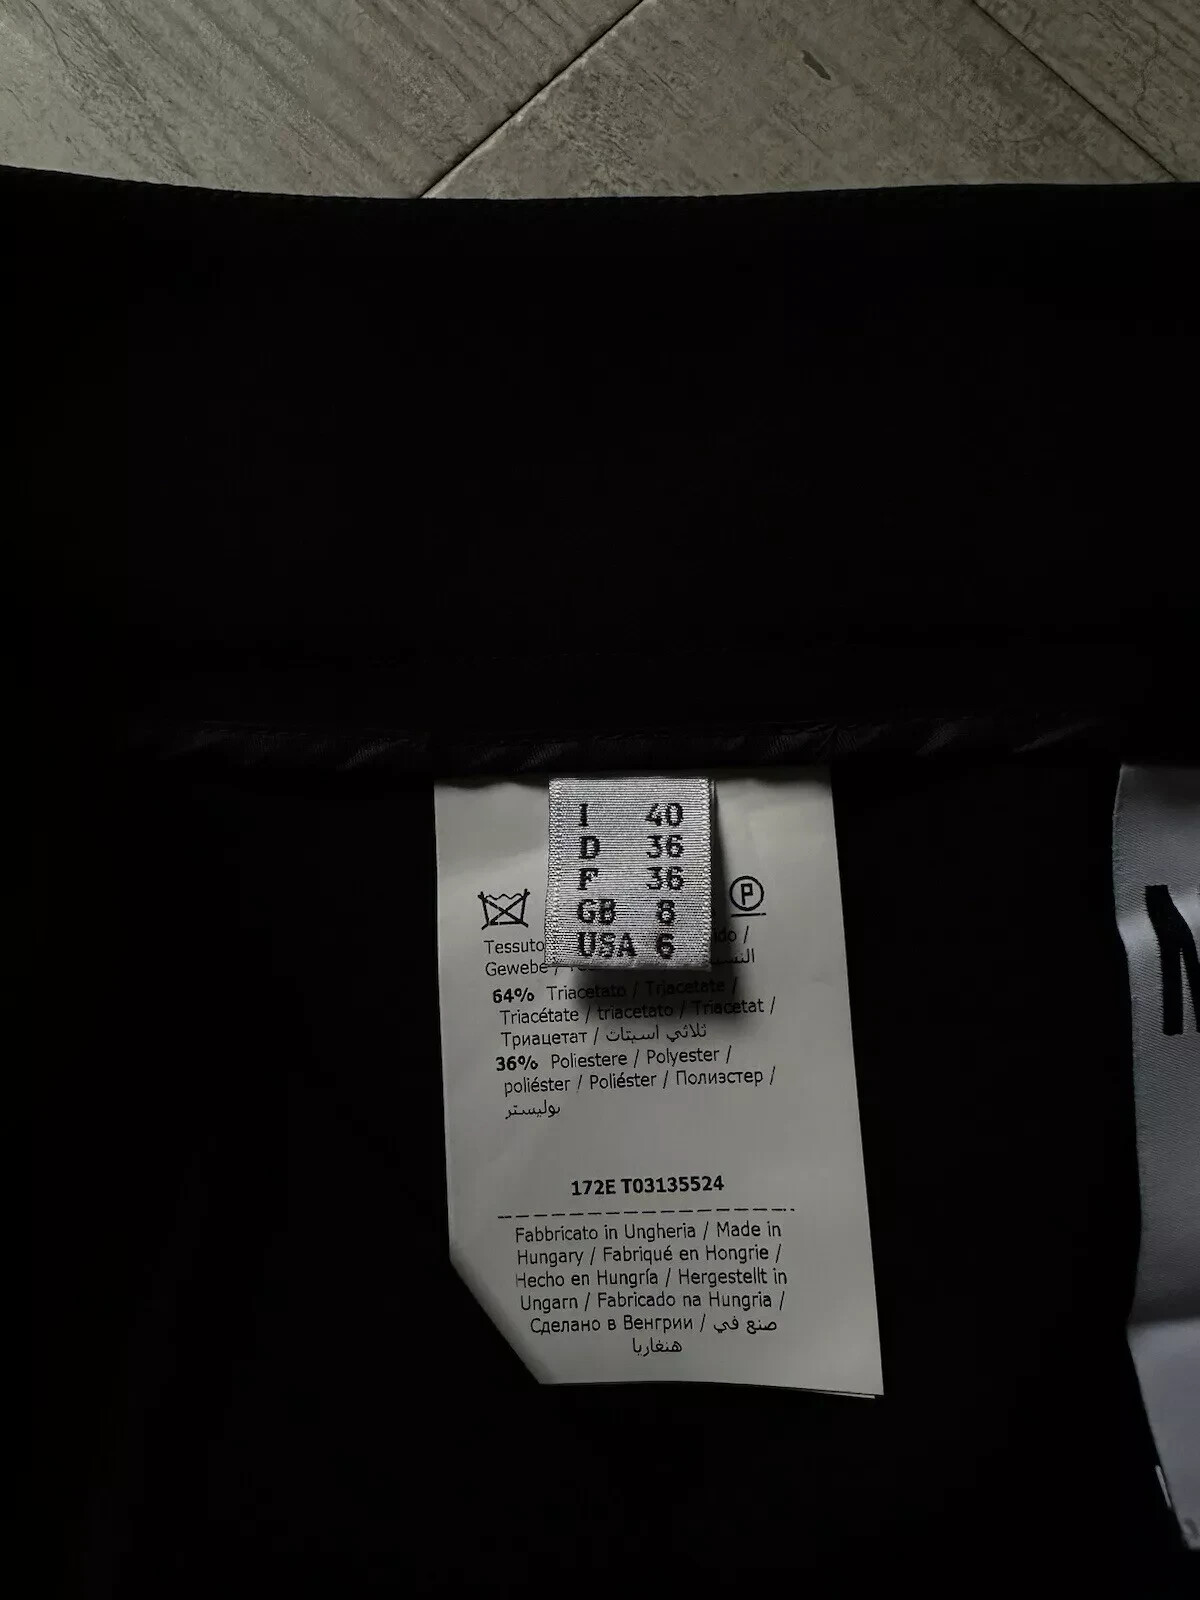 I 40
D 36
F 36
GB 8
USA 6
P
Tessuto
Gewebe /
64% Triacetato / Triacetate /
Triacétate / triacetato / Triacetat /
Триацетат / ثلاثي اسيتات
36% Poliestere / Polyester /
poliéster / Poliéster / Полиэстер /
بوليستر
172E T03135524
Fabbricato in Ungheria / Made in
Hungary / Fabriqué en Hongrie /
Hecho en Hungría / Hergestellt in
Ungarn / Fabricado na Hungria /
Сделано в Венгрии / صنع في
هنغاريا